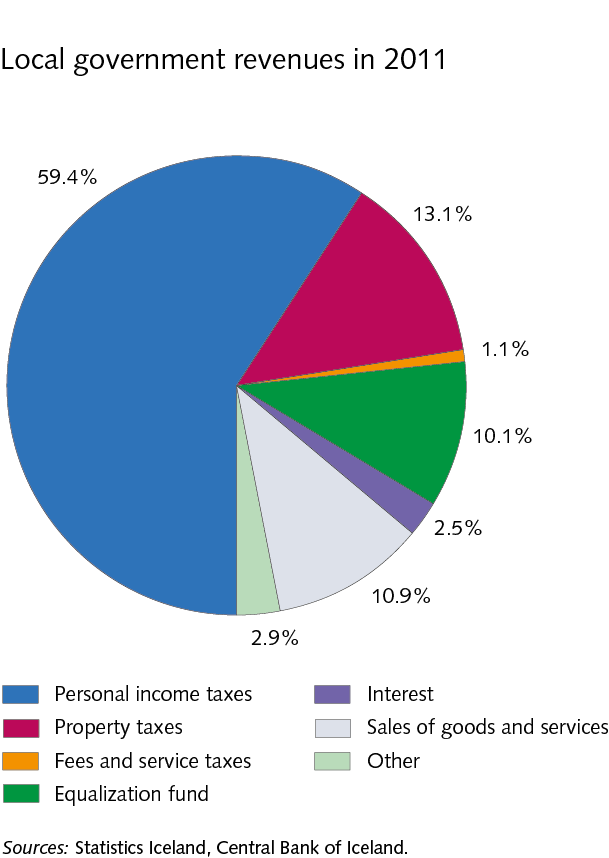 Local government revenues in 2011
59.4%
13.1%
1.1%
10.1%
2.5%
10.9%
2.9%
Personal income taxes
Property taxes
Fees and service taxes
Equalization fund
Interest
Sales of goods and services
Other
Sources: Statistics Iceland, Central Bank of Iceland.